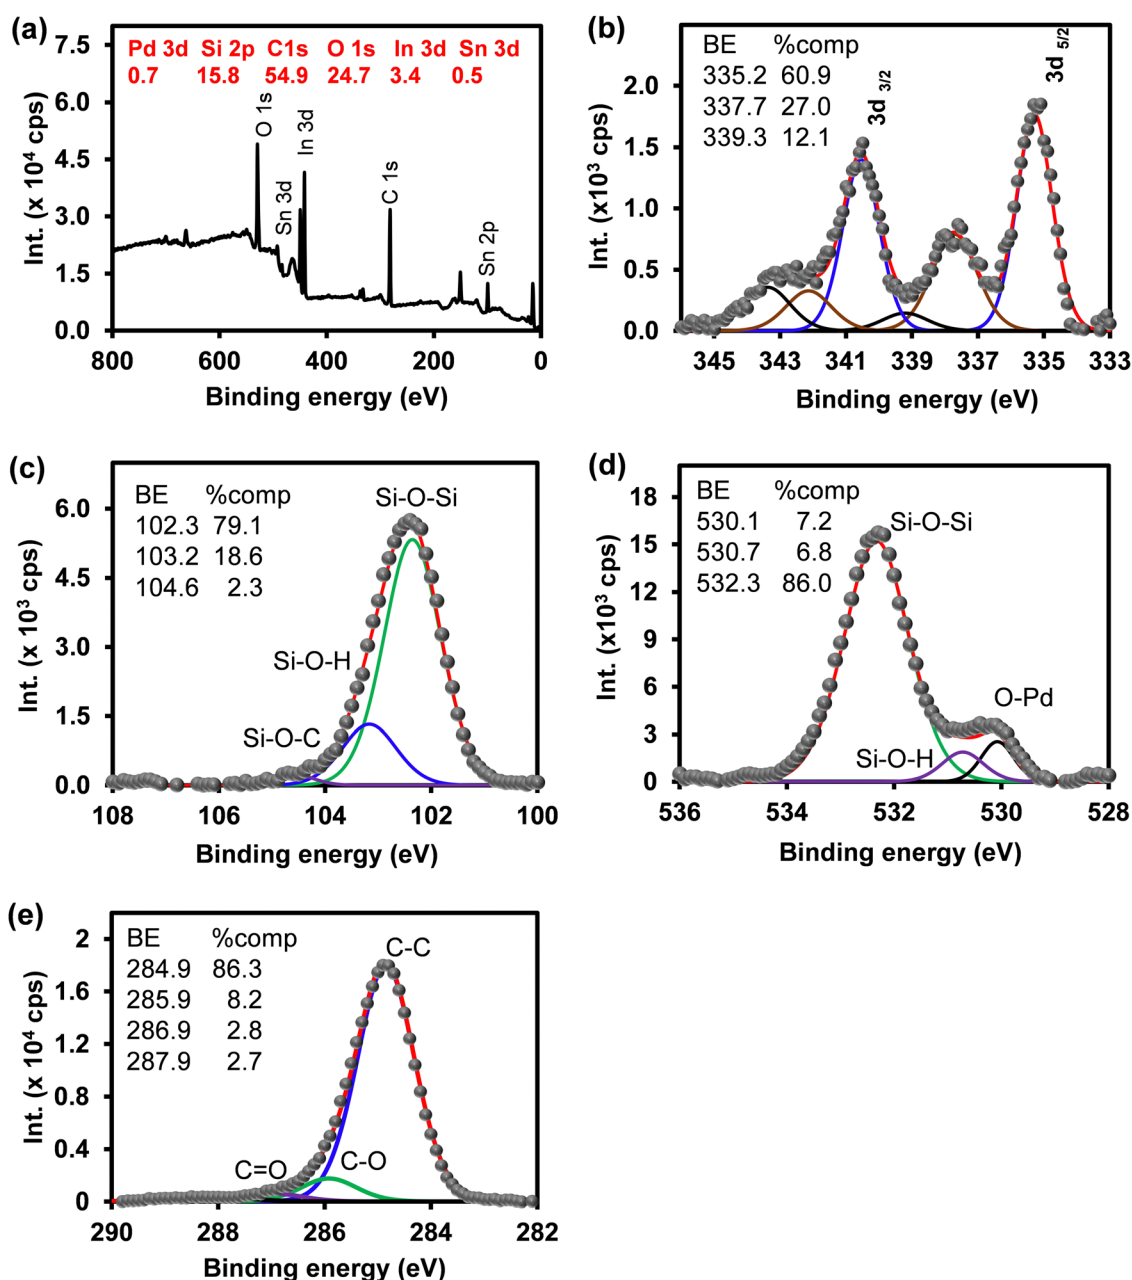 (a)
Pd 3d Si 2p C1s O 1s In 3d Sn 3d
0.7 15.8 54.9 24.7 3.4 0.5
O 1s
Sn 3d
In 3d
C 1s
Sn 2p
7.5
6.0
4.5
3.0
1.5
0.0
Int. (x 10⁴ cps)
800 600 400 200 0
Binding energy (eV)
(b)
BE %comp
335.2 60.9
337.7 27.0
339.3 12.1
3d 3/2
3d 5/2
2.0
1.5
1.0
0.5
0.0
Int. (x10³ cps)
345 343 341 339 337 335 333
Binding energy (eV)
(c)
BE %comp
102.3 79.1
103.2 18.6
104.6 2.3
Si-O-Si
Si-O-H
Si-O-C
6.0
4.5
3.0
1.5
0.0
Int. (x 10³ cps)
108 106 104 102 100
Binding energy (eV)
(d)
BE %comp
530.1 7.2
530.7 6.8
532.3 86.0
Si-O-Si
O-Pd
Si-O-H
18
15
12
9
6
3
0
Int. (x10³ cps)
536 534 532 530 528
Binding energy (eV)
(e)
BE %comp
284.9 86.3
285.9 8.2
286.9 2.8
287.9 2.7
C-C
C=O
C-O
2
1.6
1.2
0.8
0.4
0
Int. (x 10⁴ cps)
290 288 286 284 282
Binding energy (eV)